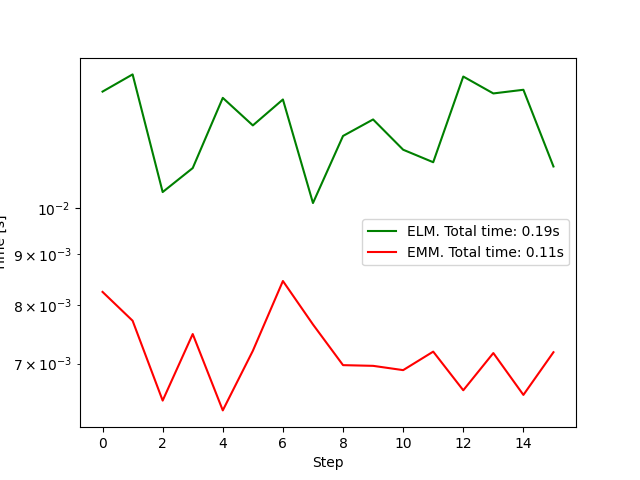 10⁻²
9 × 10⁻³
8 × 10⁻³
7 × 10⁻³
Time [s]
ELM. Total time: 0.19s
EMM. Total time: 0.11s
0 2 4 6 8 10 12 14
Step